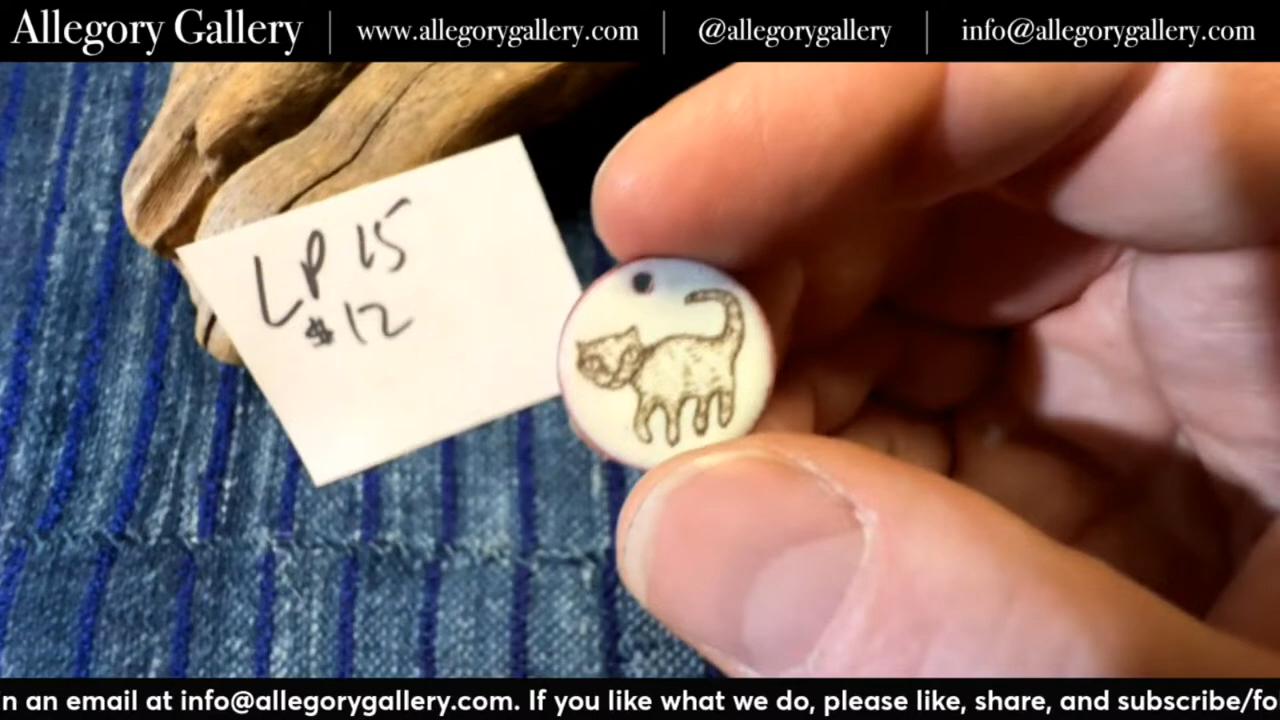 Allegory Gallery
www.allegorygallery.com
@allegorygallery
info@allegorygallery.com
LP 15
$12
n an email at info@allegorygallery.com. If you like what we do, please like, share, and subscribe/fo